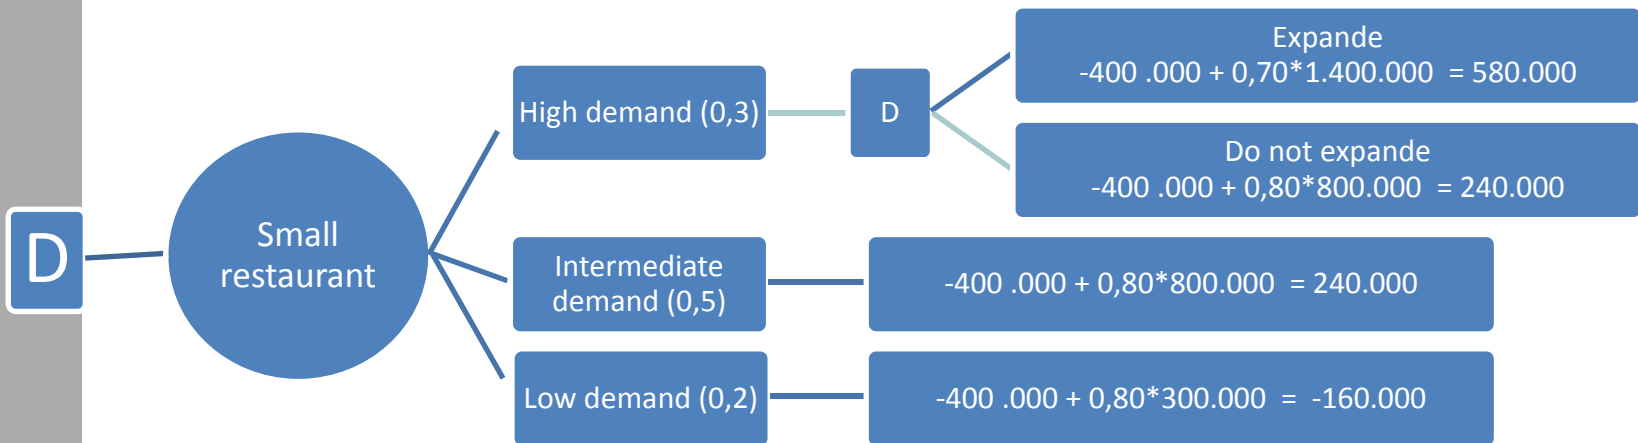 D
Small
restaurant
High demand (0,3)
D
Expande
-400 .000 + 0,70*1.400.000 = 580.000
Do not expande
-400 .000 + 0,80*800.000 = 240.000
Intermediate
demand (0,5)
-400 .000 + 0,80*800.000 = 240.000
Low demand (0,2)
-400 .000 + 0,80*300.000 = -160.000